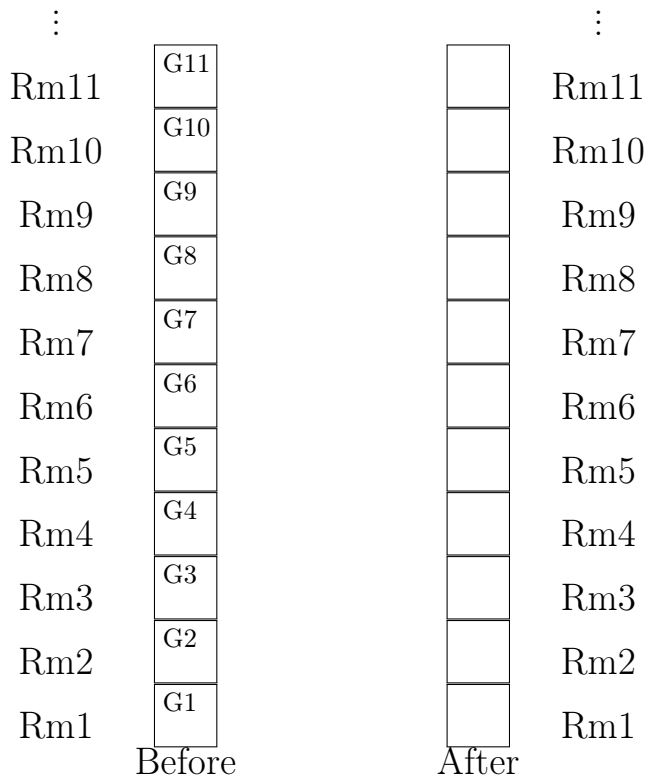 ⋮ ⋮
Rm11 G11 Rm11
Rm10 G10 Rm10
Rm9 G9 Rm9
Rm8 G8 Rm8
Rm7 G7 Rm7
Rm6 G6 Rm6
Rm5 G5 Rm5
Rm4 G4 Rm4
Rm3 G3 Rm3
Rm2 G2 Rm2
Rm1 G1 Rm1
Before After